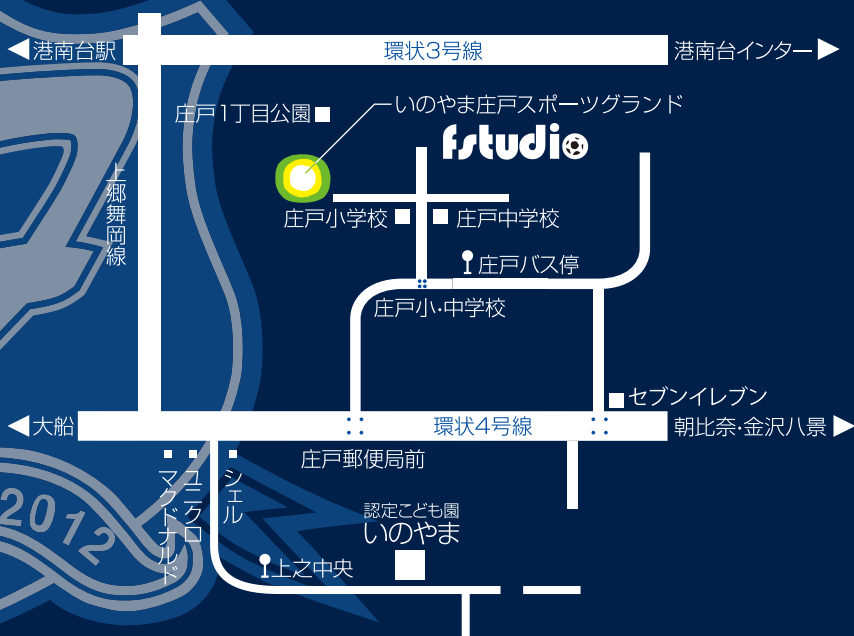 港南台駅
環状3号線
港南台インター
庄戸1丁目公園
いのやま庄戸スポーツグランド
fstudio
上郷舞岡線
庄戸小学校
庄戸中学校
庄戸バス停
庄戸小・中学校
セブンイレブン
大船
環状4号線
朝比奈・金沢八景
庄戸郵便局前
マクドナルド
ユニクロ
シェル
2012
認定こども園
いのやま
上之中央